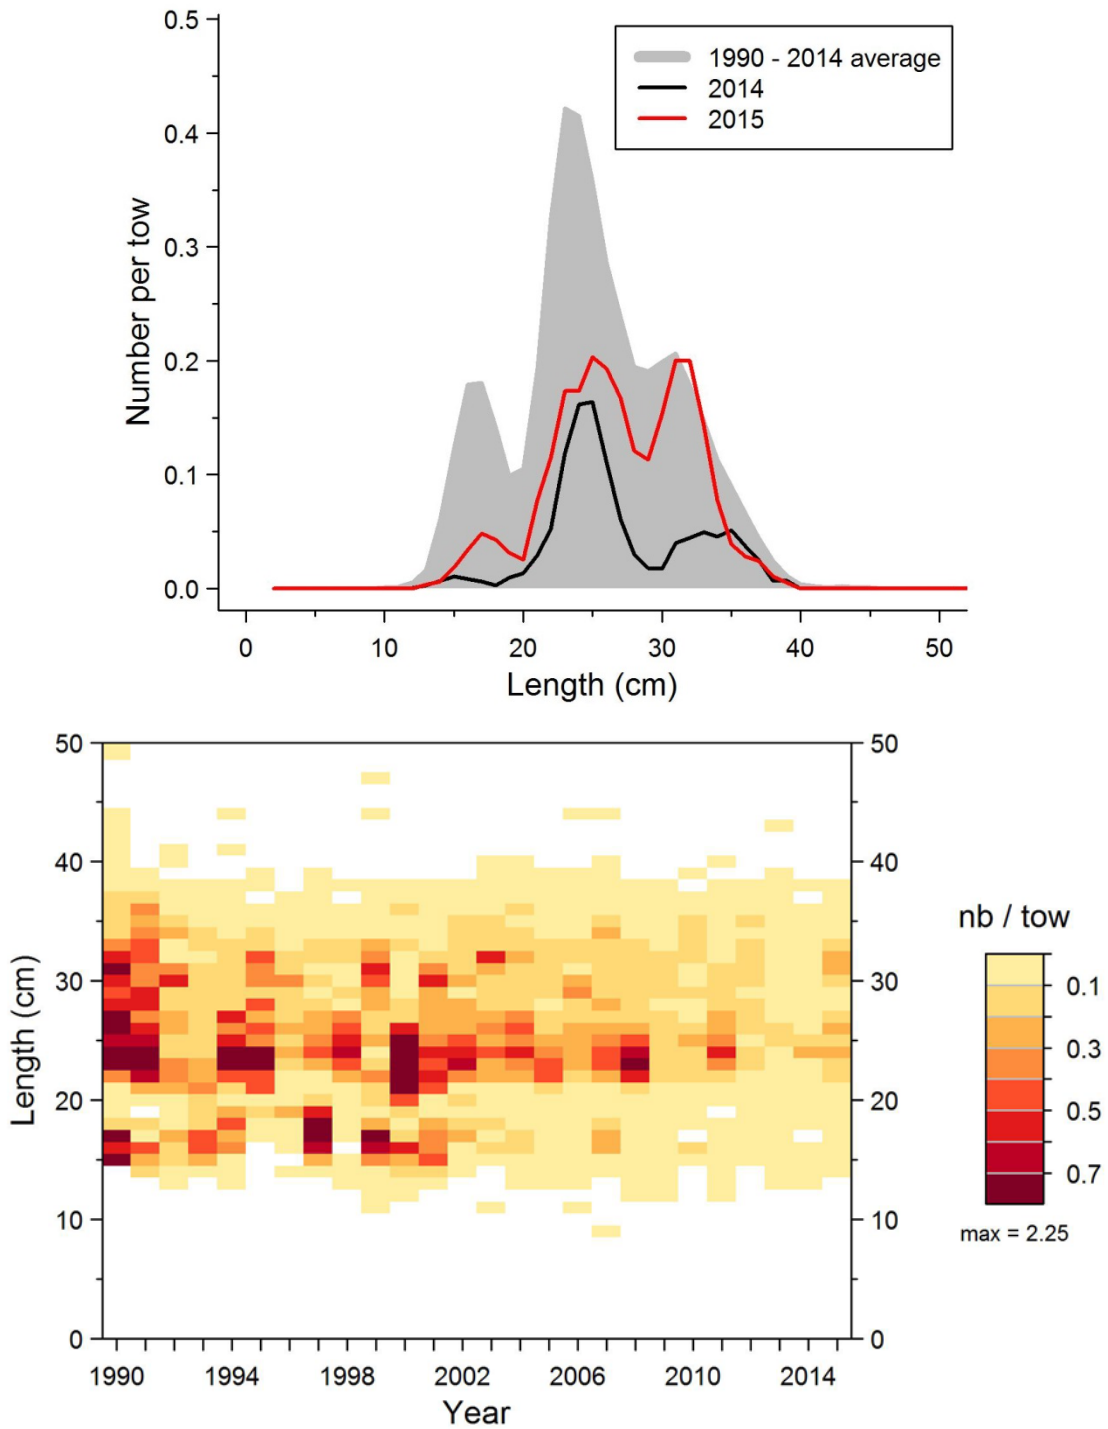 0.5
0.4
0.3
0.2
0.1
0.0
Number per tow
1990 - 2014 average
2014
2015
0 10 20 30 40 50
Length (cm)
50 50
40 40
30 30
20 20
10 10
0 0
Length (cm)
1990 1994 1998 2002 2006 2010 2014
Year
nb / tow
0.1
0.3
0.5
0.7
max = 2.25